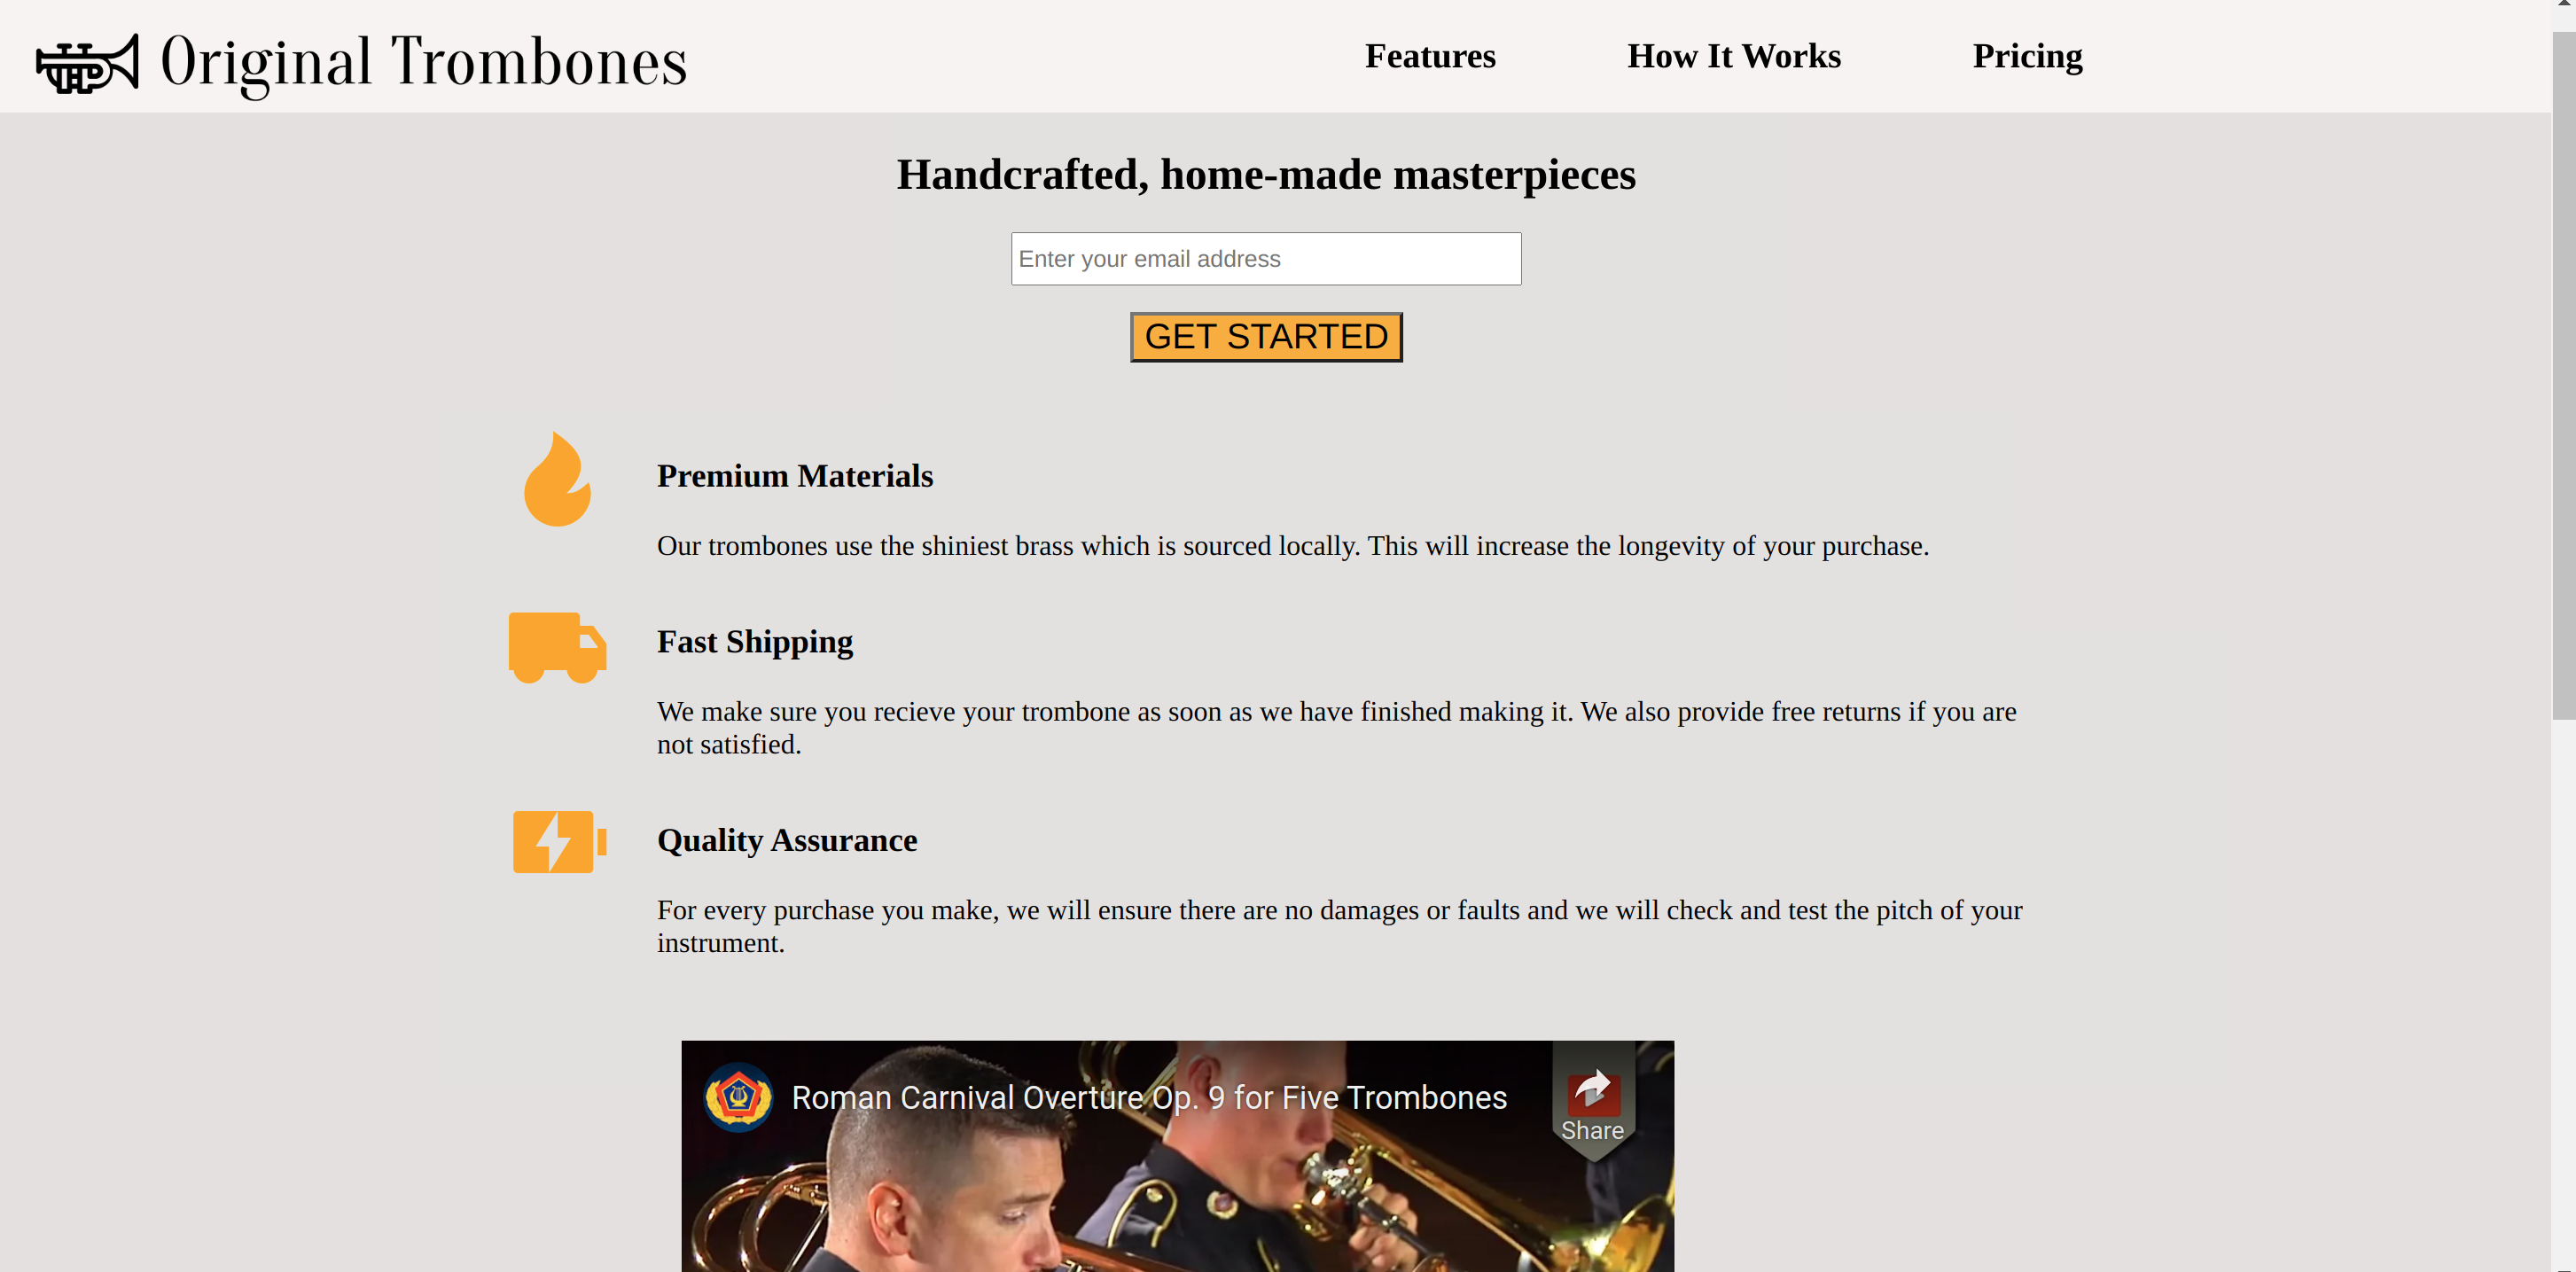 Original Trombones
Features
How It Works
Pricing
Handcrafted, home-made masterpieces
Enter your email address
GET STARTED
Premium Materials
Our trombones use the shiniest brass which is sourced locally. This will increase the longevity of your purchase.
Fast Shipping
We make sure you recieve your trombone as soon as we have finished making it. We also provide free returns if you are
not satisfied.
Quality Assurance
For every purchase you make, we will ensure there are no damages or faults and we will check and test the pitch of your
instrument.
Roman Carnival Overture Op. 9 for Five Trombones
Share